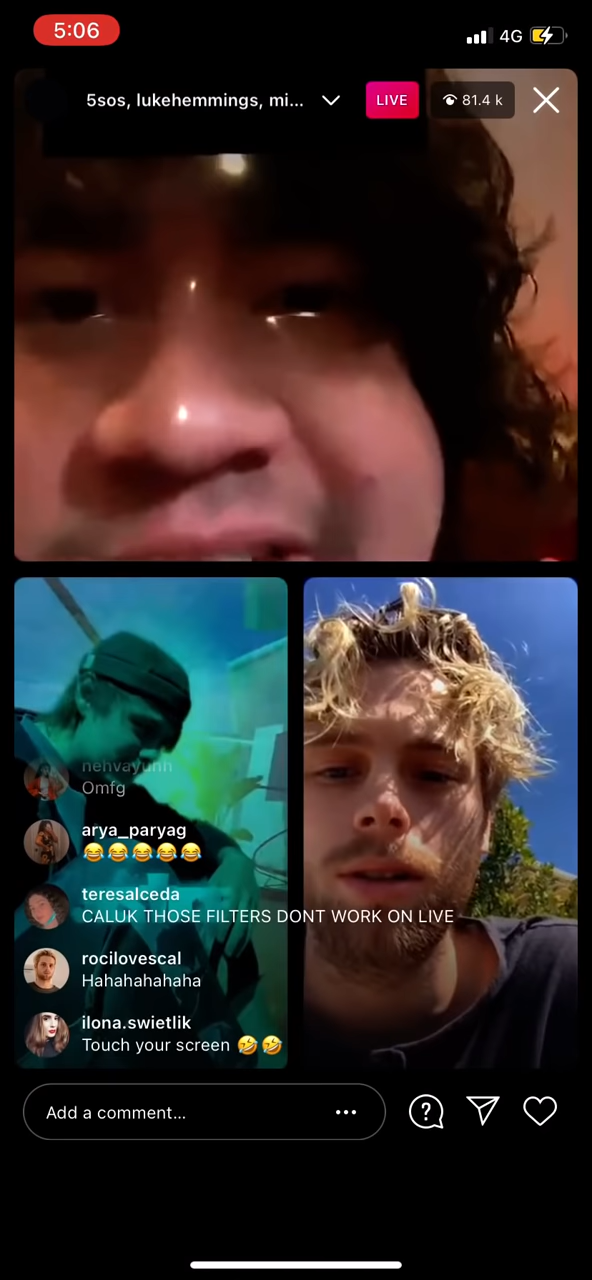 5:06
4G
5sos, lukehemmings, mi...
LIVE
81.4 k
nehvayuhh
Omfg
arya_paryag
😂😂😂😂😂
teresalceda
CALUK THOSE FILTERS DONT WORK ON LIVE
rocilovescal
Hahahahahaha
ilona.swietlik
Touch your screen 🤣🤣
Add a comment...